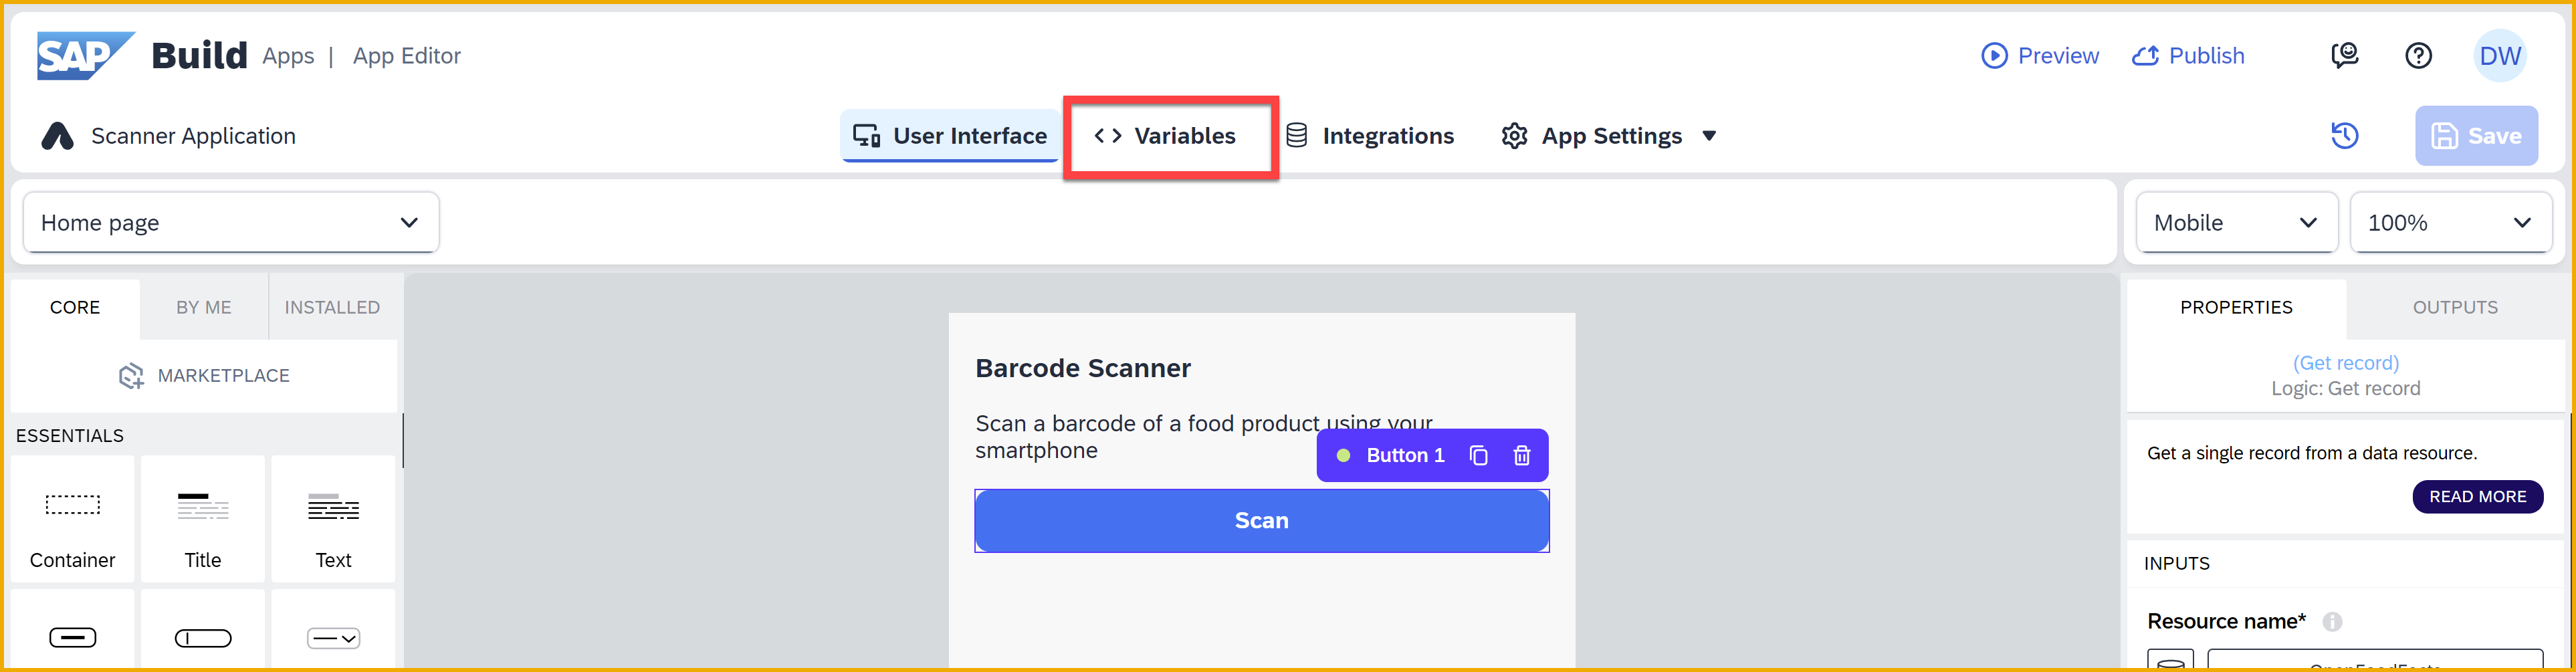 SAP Build Apps | App Editor
Preview
Publish
DW
Scanner Application
User Interface
Variables
Integrations
App Settings
Save
Home page
Mobile
100%
CORE
BY ME
INSTALLED
MARKETPLACE
ESSENTIALS
Container
Title
Text
Barcode Scanner
Scan a barcode of a food product using your
smartphone
Button 1
Scan
PROPERTIES
OUTPUTS
(Get record)
Logic: Get record
Get a single record from a data resource.
READ MORE
INPUTS
Resource name*